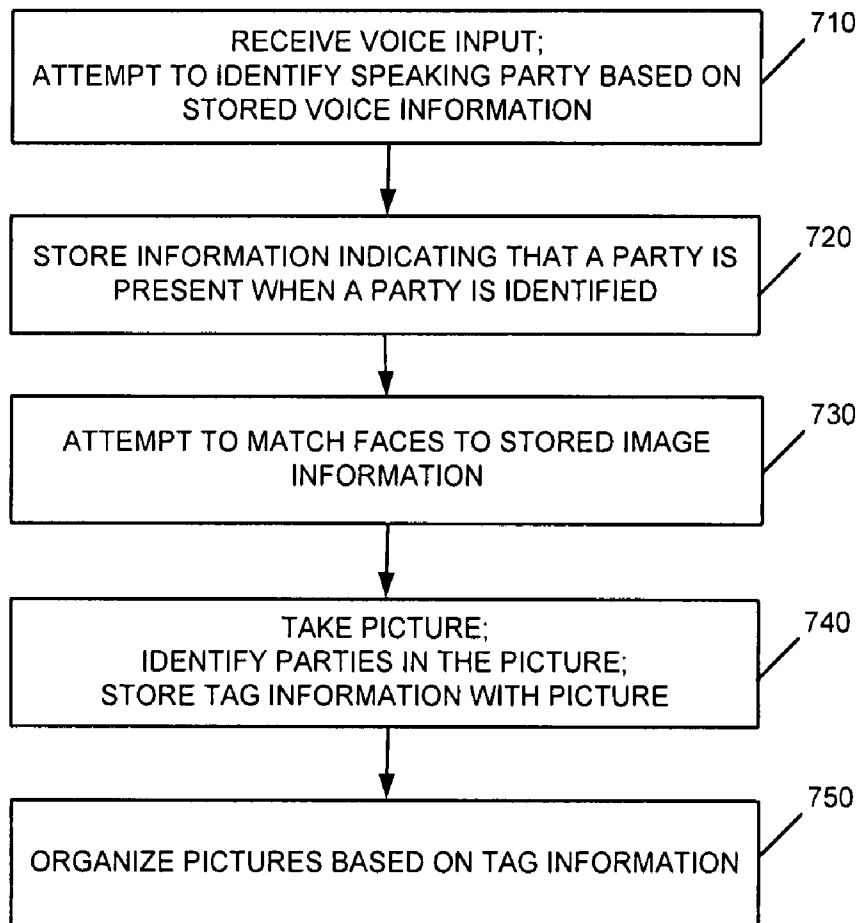 710
RECEIVE VOICE INPUT;
ATTEMPT TO IDENTIFY SPEAKING PARTY BASED ON
STORED VOICE INFORMATION
720
STORE INFORMATION INDICATING THAT A PARTY IS
PRESENT WHEN A PARTY IS IDENTIFIED
730
ATTEMPT TO MATCH FACES TO STORED IMAGE
INFORMATION
740
TAKE PICTURE;
IDENTIFY PARTIES IN THE PICTURE;
STORE TAG INFORMATION WITH PICTURE
750
ORGANIZE PICTURES BASED ON TAG INFORMATION